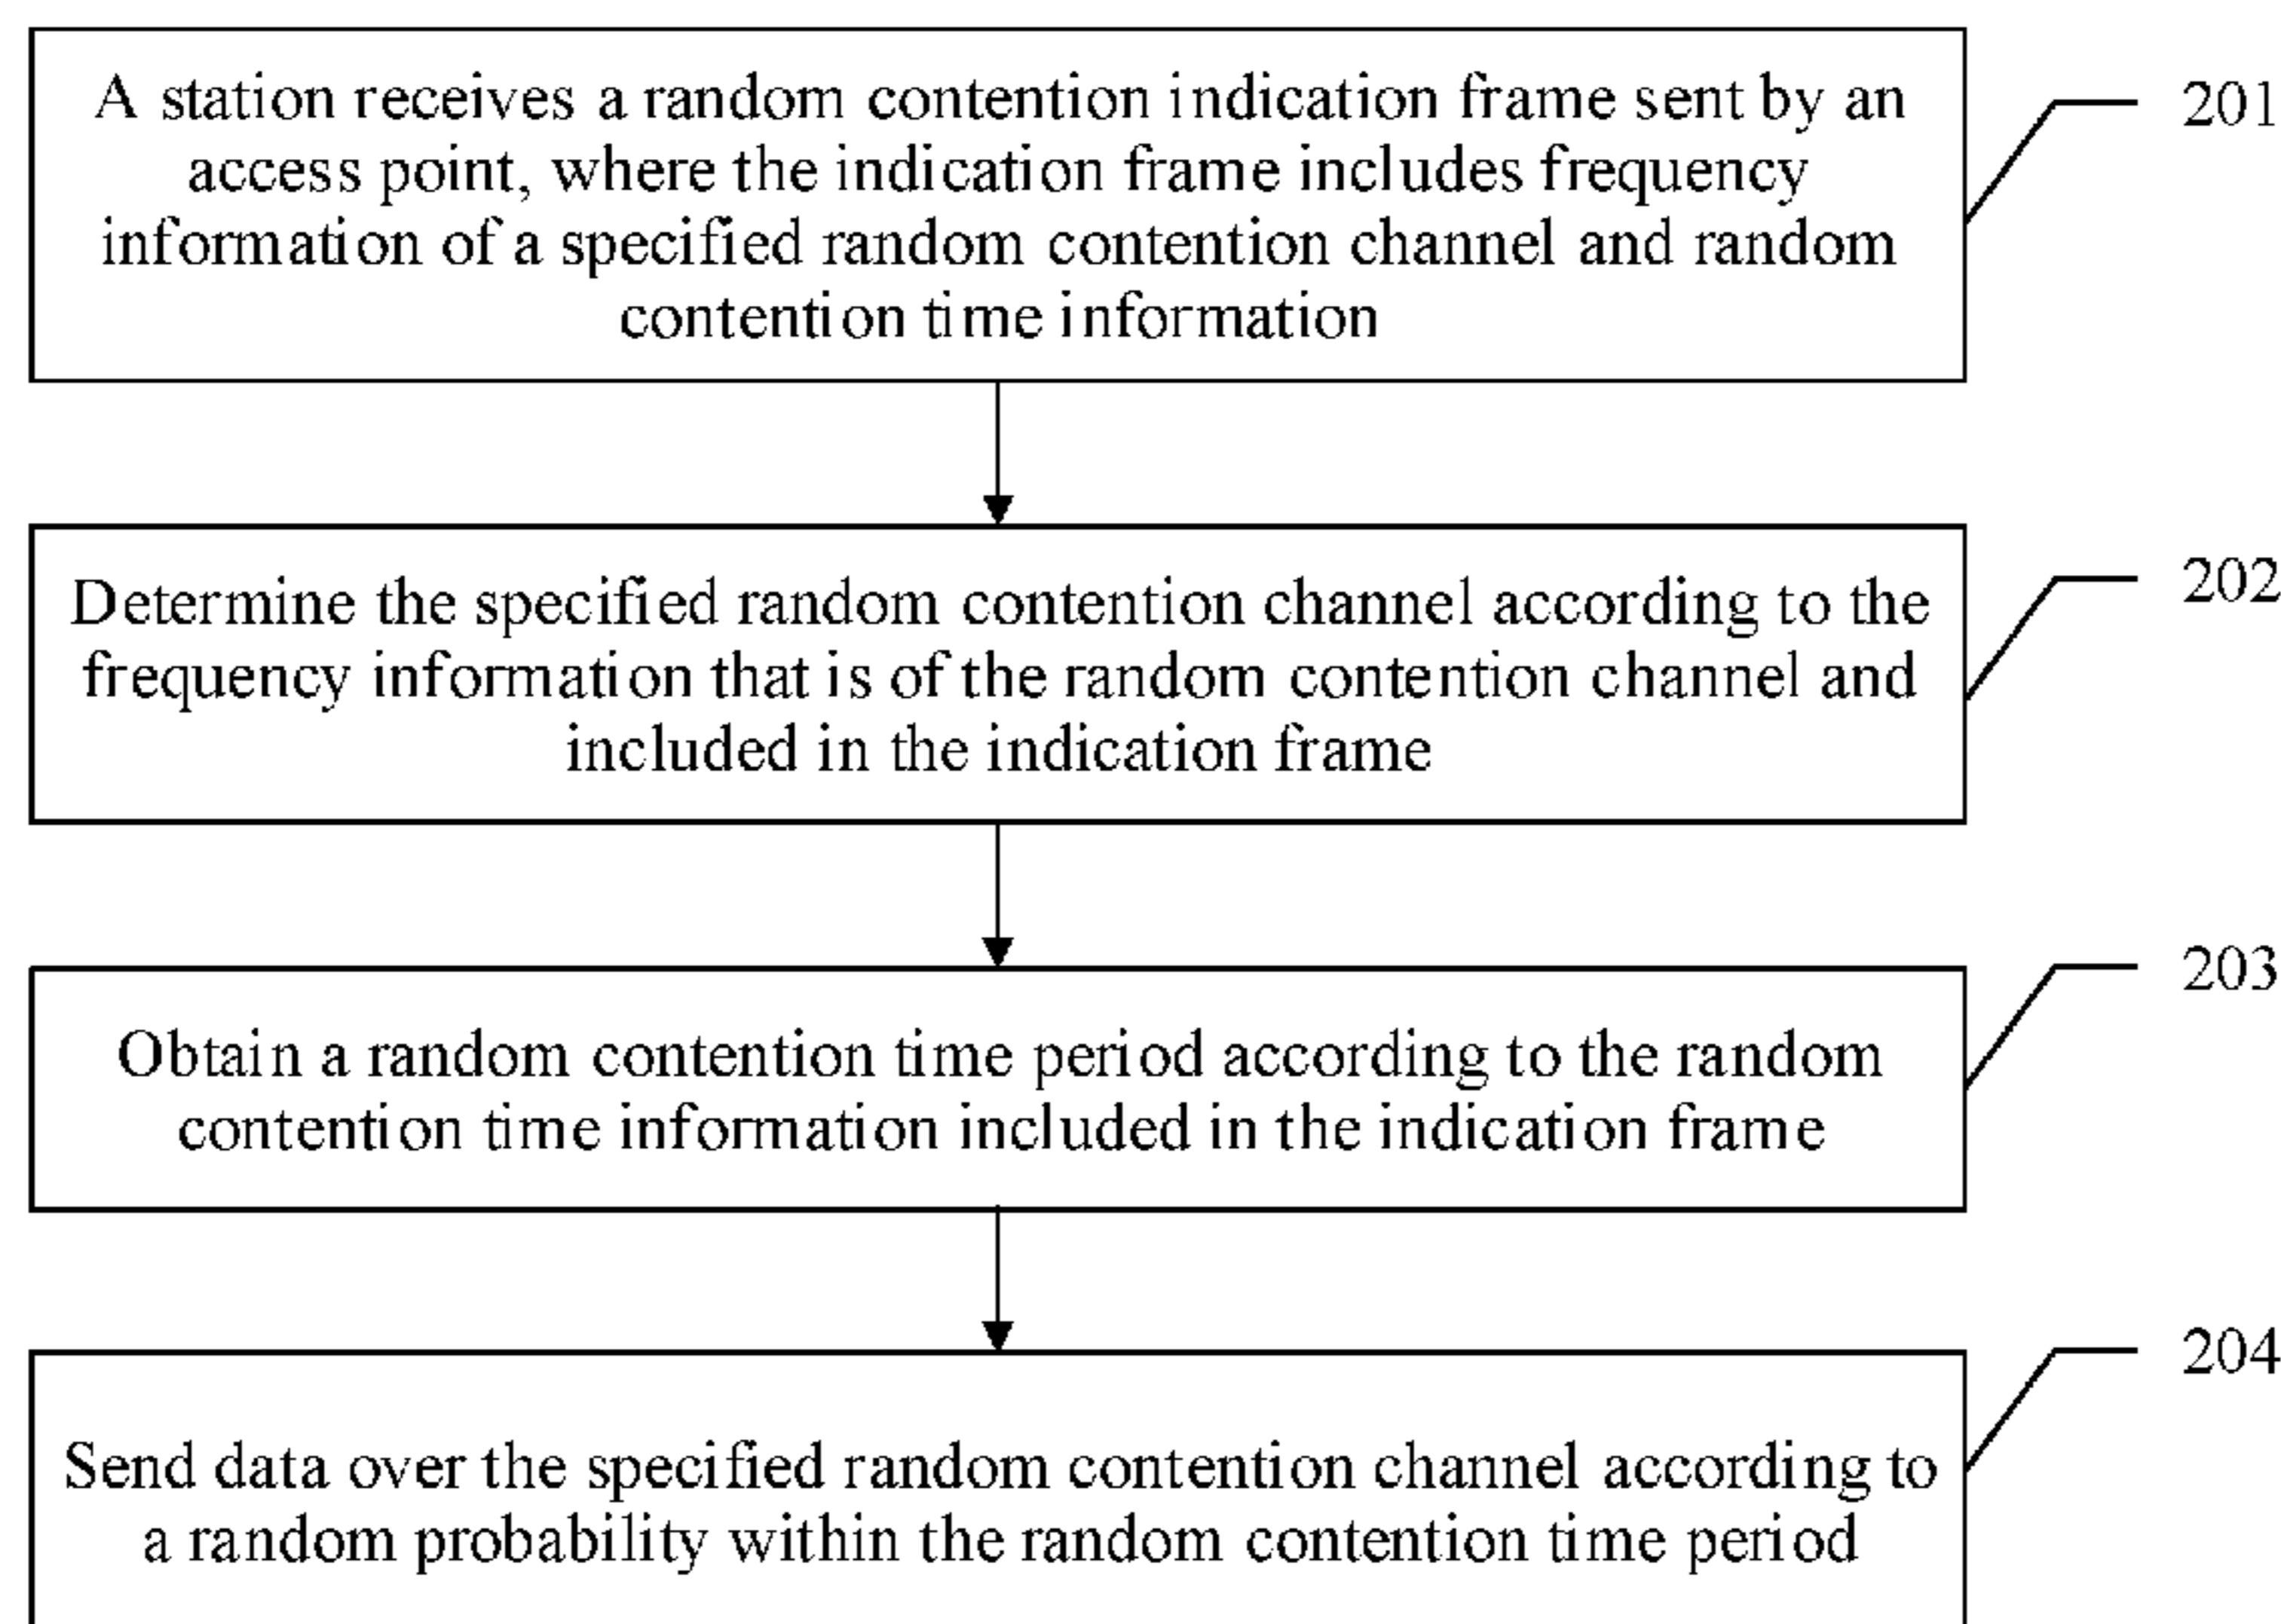 A station receives a random contention indication frame sent by an
access point, where the indication frame includes frequency
information of a specified random contention channel and random
contention time information
201
Determine the specified random contention channel according to the
frequency information that is of the random contention channel and
included in the indication frame
202
Obtain a random contention time period according to the random
contention time information included in the indication frame
203
Send data over the specified random contention channel according to
a random probability within the random contention time period
204